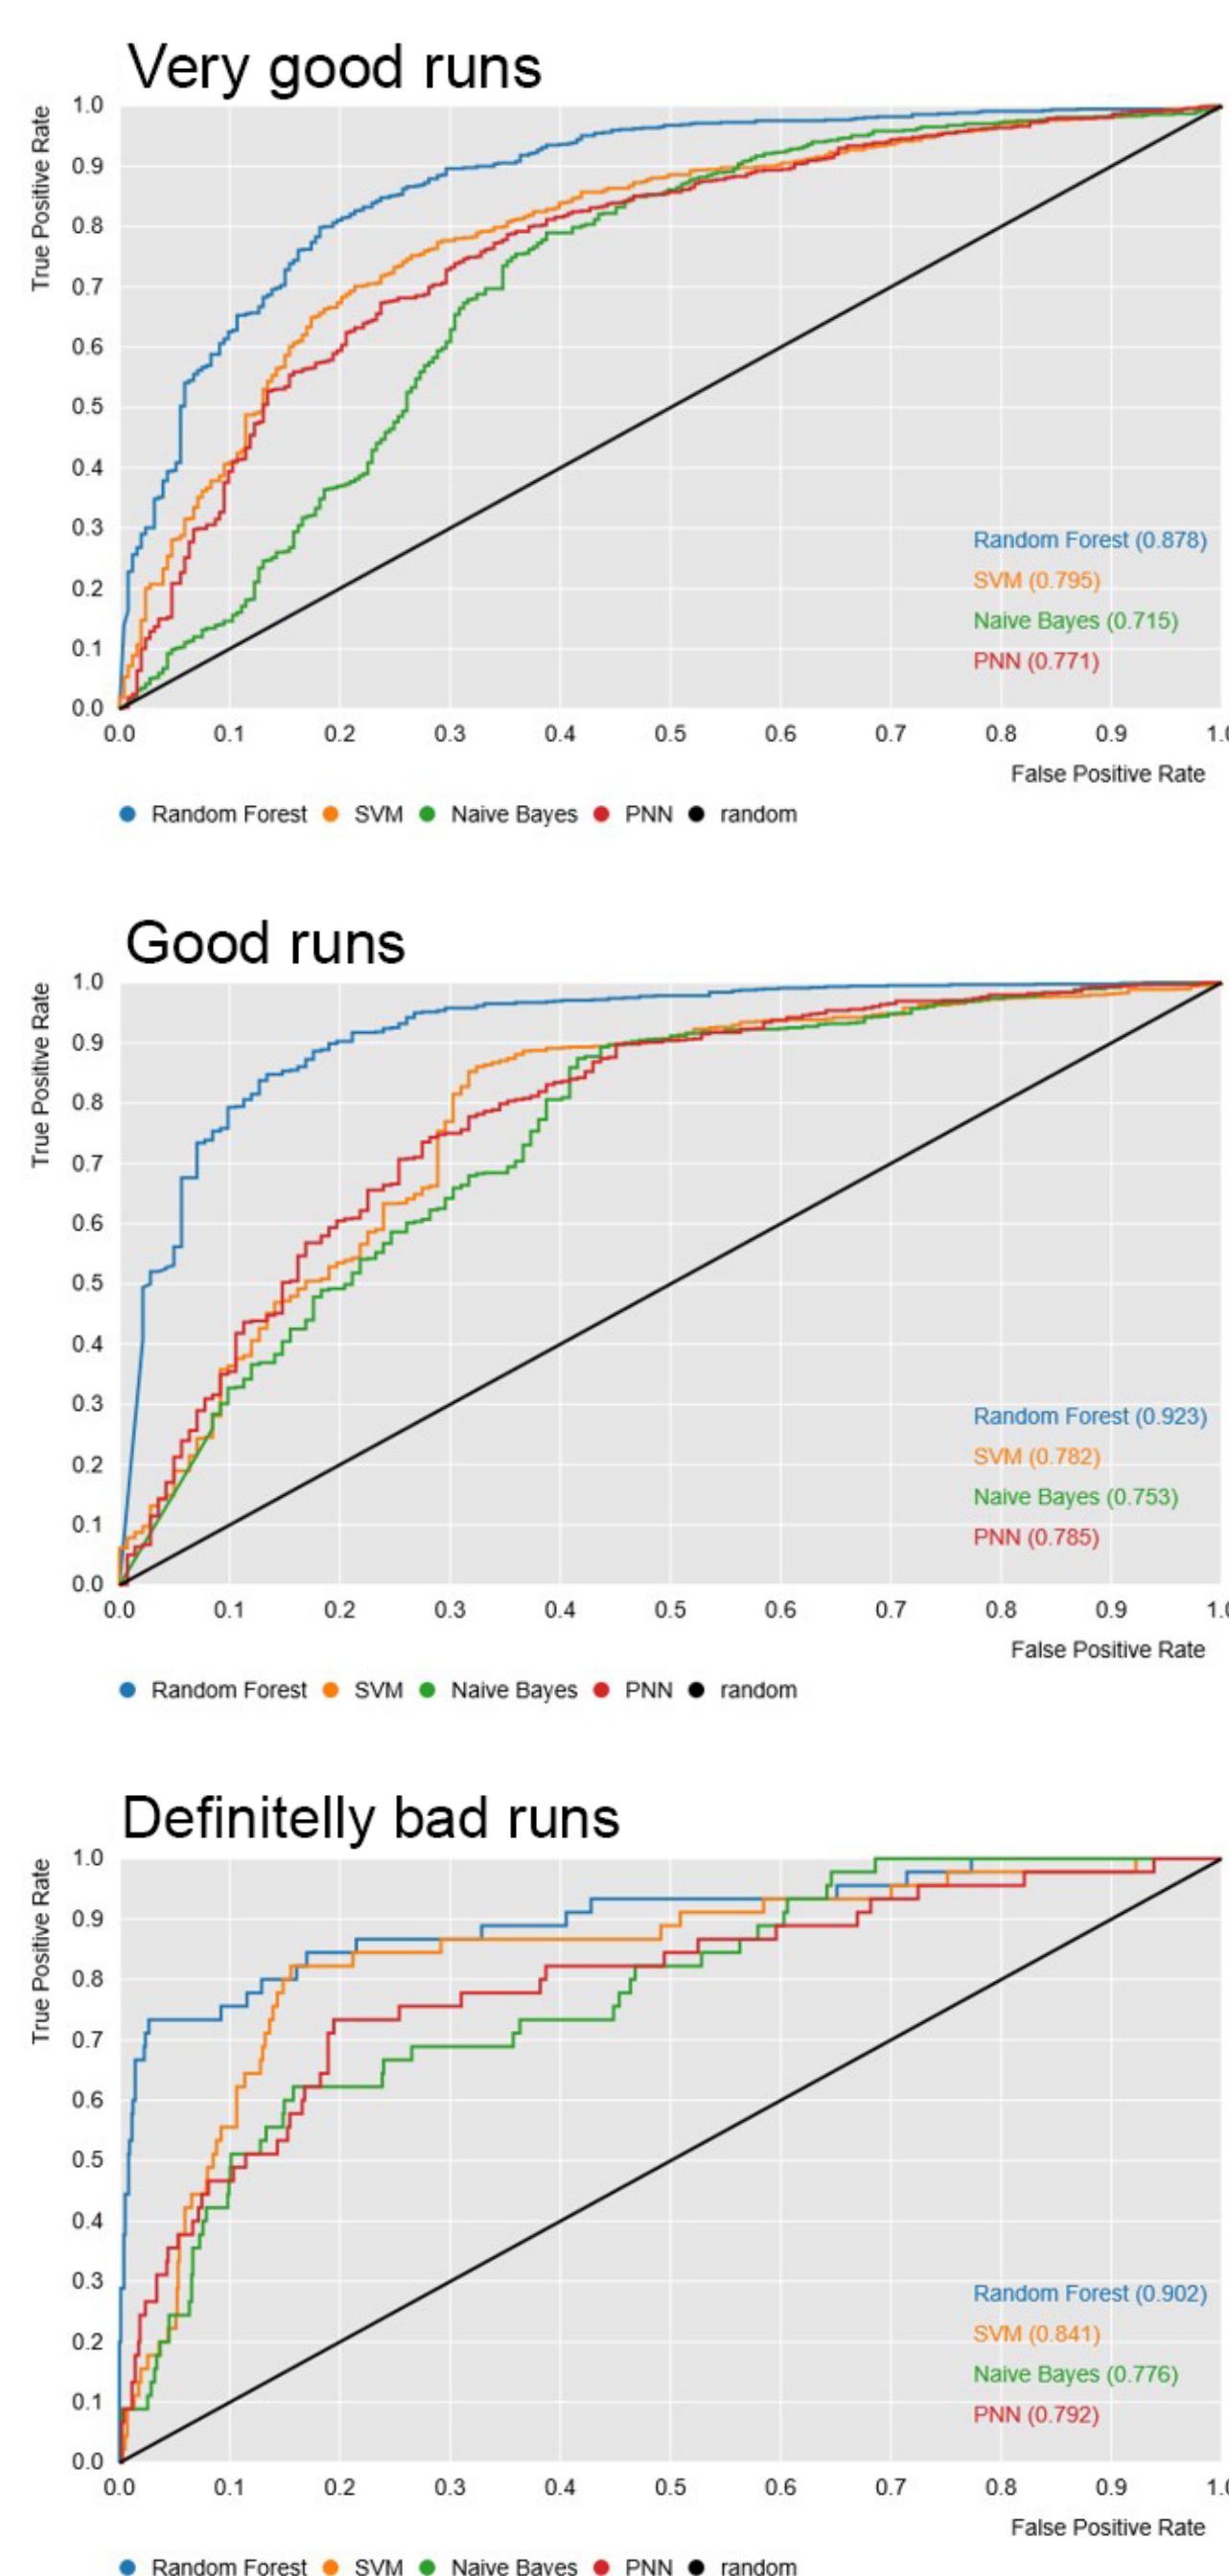 Very good runs
True Positive Rate
1.0
0.9
0.8
0.7
0.6
0.5
0.4
0.3
0.2
0.1
0.0
Random Forest (0.878)
SVM (0.795)
Naive Bayes (0.715)
PNN (0.771)
0.0 0.1 0.2 0.3 0.4 0.5 0.6 0.7 0.8 0.9 1.0
False Positive Rate
Random Forest SVM Naive Bayes PNN random
Good runs
True Positive Rate
1.0
0.9
0.8
0.7
0.6
0.5
0.4
0.3
0.2
0.1
0.0
Random Forest (0.923)
SVM (0.782)
Naive Bayes (0.753)
PNN (0.785)
0.0 0.1 0.2 0.3 0.4 0.5 0.6 0.7 0.8 0.9 1.0
False Positive Rate
Random Forest SVM Naive Bayes PNN random
Definitelly bad runs
True Positive Rate
1.0
0.9
0.8
0.7
0.6
0.5
0.4
0.3
0.2
0.1
0.0
Random Forest (0.902)
SVM (0.841)
Naive Bayes (0.776)
PNN (0.792)
0.0 0.1 0.2 0.3 0.4 0.5 0.6 0.7 0.8 0.9 1.0
False Positive Rate
Random Forest SVM Naive Bayes PNN random